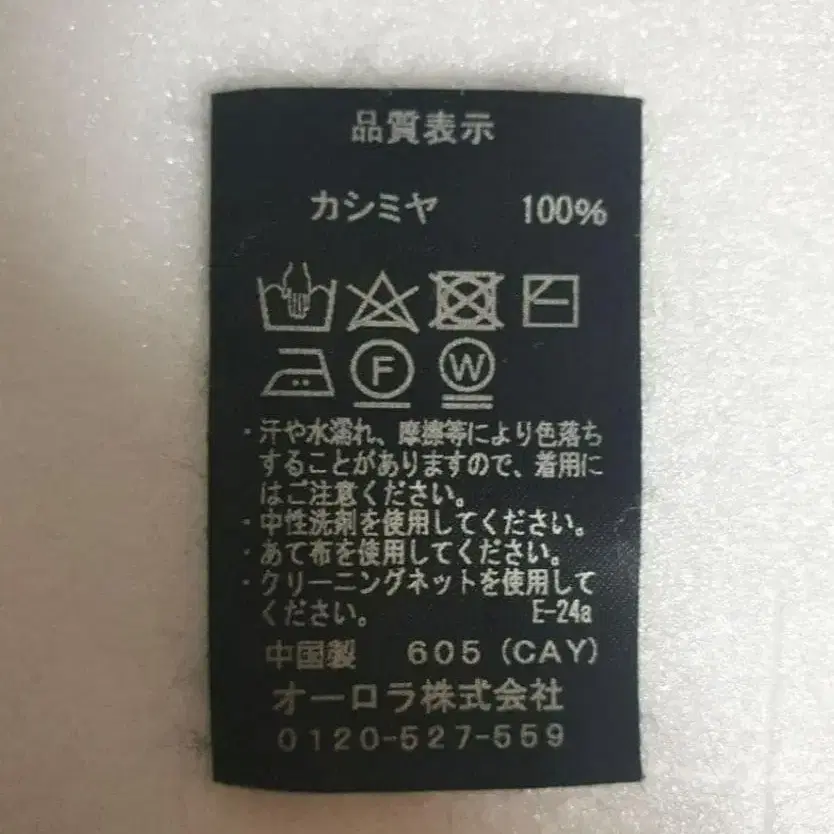 品質表示
カシミヤ 100%
F W
・汗や水濡れ、摩擦等により色落ち
することがありますので、着用に
はご注意ください。
・中性洗剤を使用してください。
・あて布を使用してください。
・クリーニングネットを使用して
ください。 E-24a
中国製 605 (CAY)
オーロラ株式会社
0120-527-559